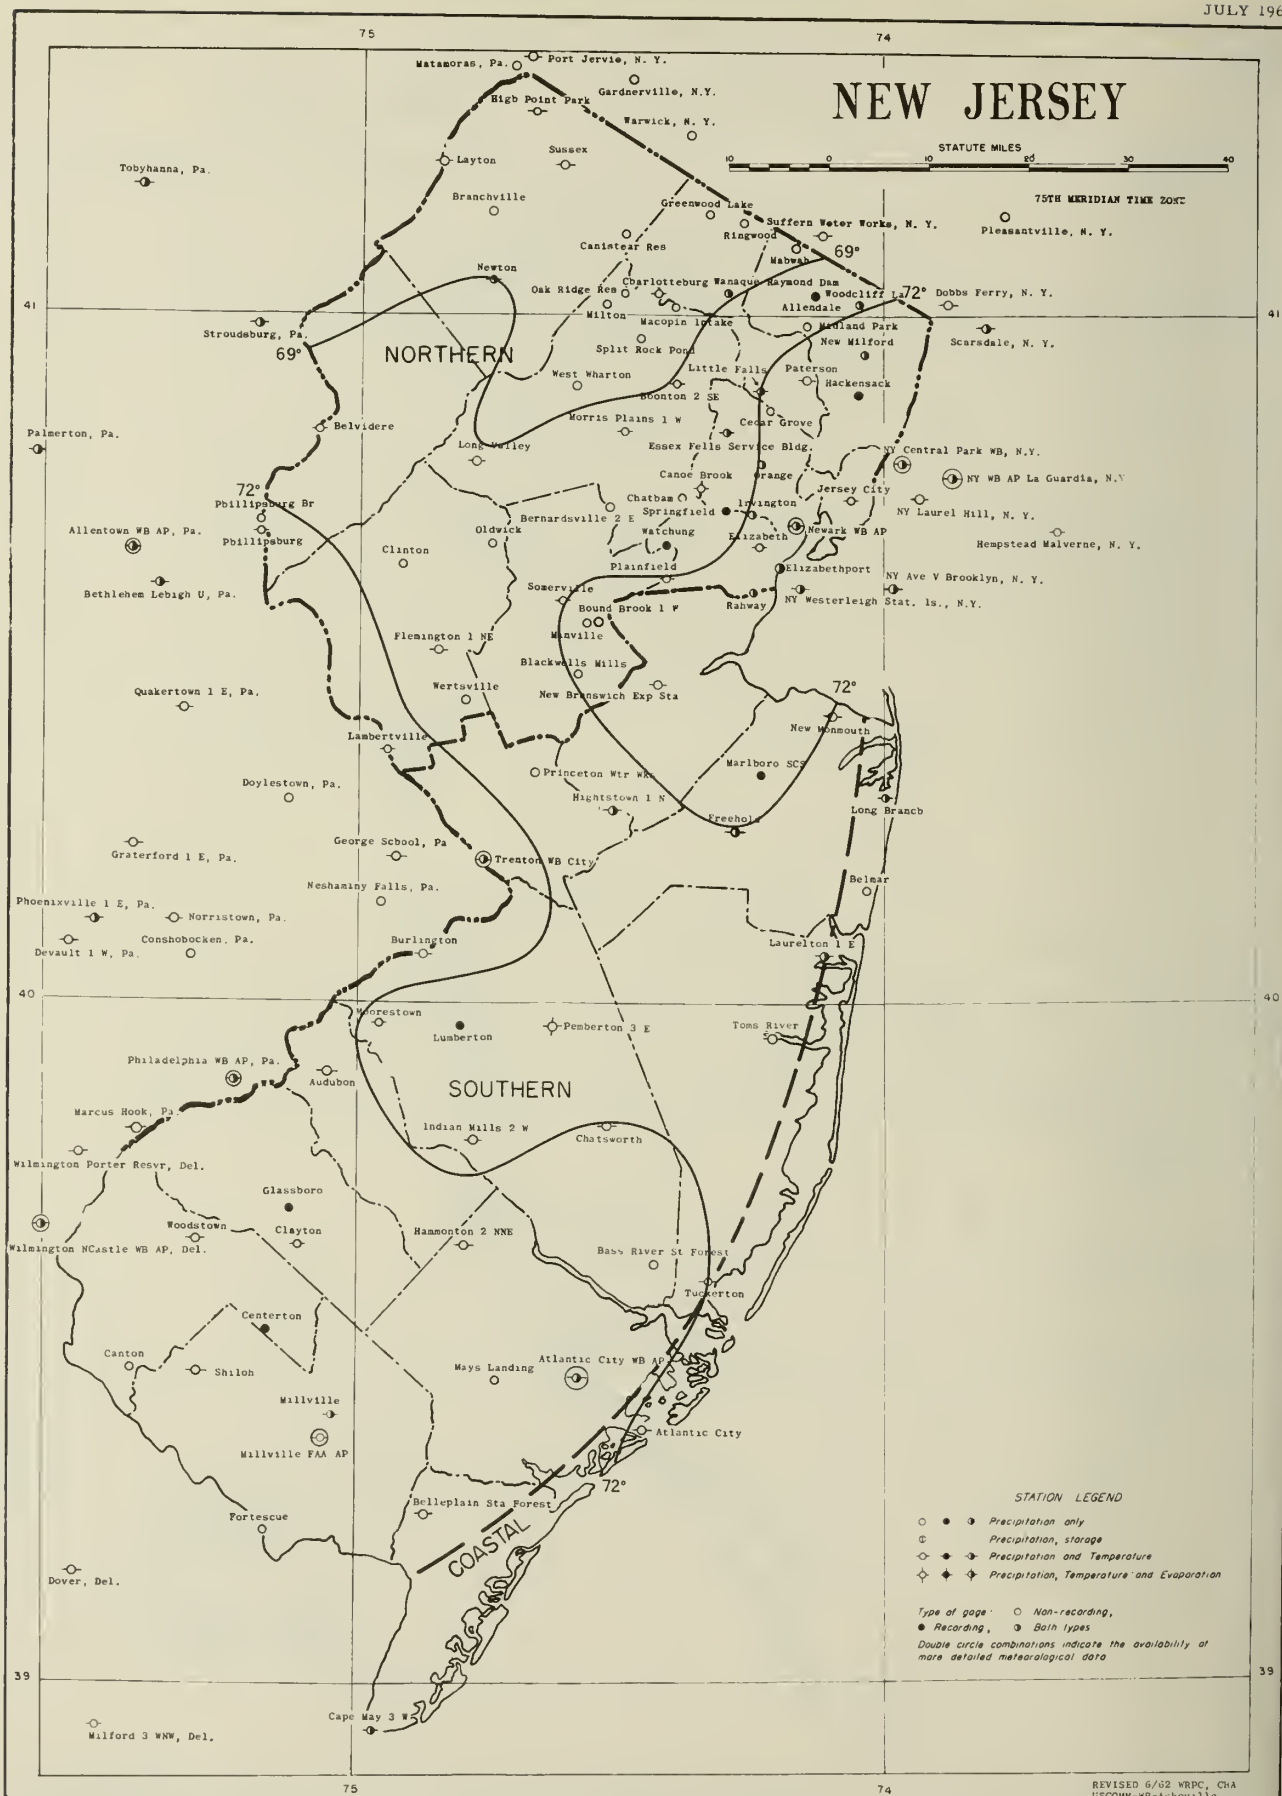 JULY 196
75
74
Matamoras, Pa.
Port Jervie, N. Y.
Gardnerville, N.Y.
NEW JERSEY
Higb Point Park
Warwick, N. Y.
STATUTE MILES
10 0 10 20 30 40
Layton
Sussex
Tobyhanna, Pa.
75TH MERIDIAN TIME ZONE
Branchville
Greenwood Lake
Ringwood
Suffern Weter Works, N. Y.
Pleasantville, N. Y.
Canistear Res
Mabwab
69°
Newton
Charlotteburg
Wanaque Raymond Dam
Oak Ridge Res
Woodcliff La
72°
Dobbs Ferry, N. Y.
Milton
Allendale
41
41
Macopin Intake
Midland Park
Stroudsburg, Pa.
Scarsdale, N. Y.
69°
NORTHERN
Split Rock Pond
New Milford
West Wharton
Little Falls
Paterson
Hackensack
Boonton 2 SE
Belvidere
Morris Plains 1 W
Cedar Grove
Palmerton, Pa.
Long Valley
Essex Fells Service Bldg.
NY Central Park WB, N.Y.
Canoe Brook
Orange
NY WB AP La Guardia, N.Y
72°
Phillipsburg Br
Chatbam
Jersey City
Bernardsville 2 E
Springfield
Irvington
NY Laurel Hill, N. Y.
Allentown WB AP, Pa.
Pbillipsburg
Oldwick
Watchung
Newark WB AP
Elizabeth
Hempstead Malverne, N. Y.
Clinton
Plainfield
Elizabethport
Bethlehem Lebigh U, Pa.
NY Ave V Brooklyn, N. Y.
Somerville
Rahway
NY Westerleigh Stat. Is., N.Y.
Bound Brook 1 W
Manville
Flemington 1 NE
Blackwells Mills
Quakertown 1 E, Pa.
Wertsville
New Brunswick Exp Sta
72°
New Monmouth
Lambertville
Marlboro SCS
Princeton Wtr Wks
Doylestown, Pa.
Hightstown 1 N
Long Brancb
Freehold
Graterford 1 E, Pa.
George Scbool, Pa
Trenton WB City
Neshaminy Falls, Pa.
Belmar
Phoenixville 1 E, Pa.
Norristown, Pa.
Conshobocken, Pa.
Burlington
Laurelton 1 E
Devault 1 W, Pa.
40
40
Moorestown
Lumberton
Pemberton 3 E
Toms River
Philadelphia WB AP, Pa.
Audubon
SOUTHERN
Marcus Hook, Pa.
Indian Mills 2 W
Chatsworth
Wilmington Porter Resvr, Del.
Glassboro
Woodstown
Clayton
Hammonton 2 NNE
Wilmington NCastle WB AP, Del.
Bass River St Forest
Tuckerton
Centerton
Canton
Shiloh
Mays Landing
Atlantic City WB AP
Millville
Atlantic City
Millville FAA AP
72°
Belleplain Sta Forest
Fortescue
COASTAL
STATION LEGEND
Precipitation only
Precipitation, storage
Precipitation and Temperature
Precipitation, Temperature and Evaporation
Dover, Del.
Type of gage: Non-recording,
Recording, Both types
Double circle combinations indicate the availability of
more detailed meteorological data
39
39
Cape May 3 W
Milford 3 WNW, Del.
75
74
REVISED 6/62 WRPC, CHA
USCOMM-WB-Asheville